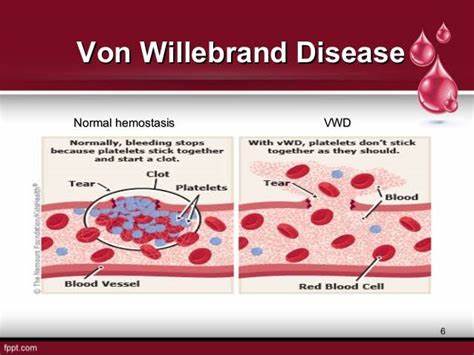 Von Willebrand Disease
Normal hemostasis
VWD
Normally, bleeding stops
because platelets stick together
and start a clot.
Clot
Tear
Platelets
Blood Vessel
With vWD, platelets don't stick
together as they should.
Tear
Blood
Red Blood Cell
© The Nemours Foundation/KidsHealth®
6
fppt.com